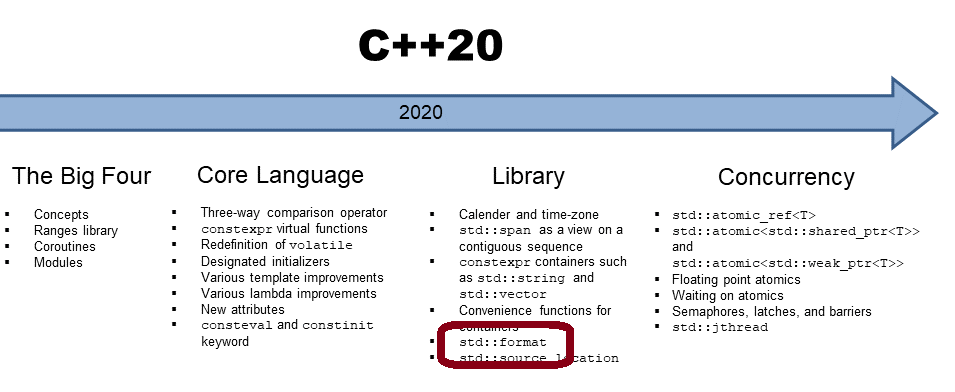 C++20
2020
The Big Four
Concepts
Ranges library
Coroutines
Modules
Core Language
Three-way comparison operator
constexpr virtual functions
Redefinition of volatile
Designated initializers
Various template improvements
Various lambda improvements
New attributes
consteval and constinit
keyword
Library
Calender and time-zone
std::span as a view on a
contiguous sequence
constexpr containers such
as std::string and
std::vector
Convenience functions for
containers
std::format
std::source_location
Concurrency
std::atomic_ref<T>
std::atomic<std::shared_ptr<T>>
and
std::atomic<std::weak_ptr<T>>
Floating point atomics
Waiting on atomics
Semaphores, latches, and barriers
std::jthread